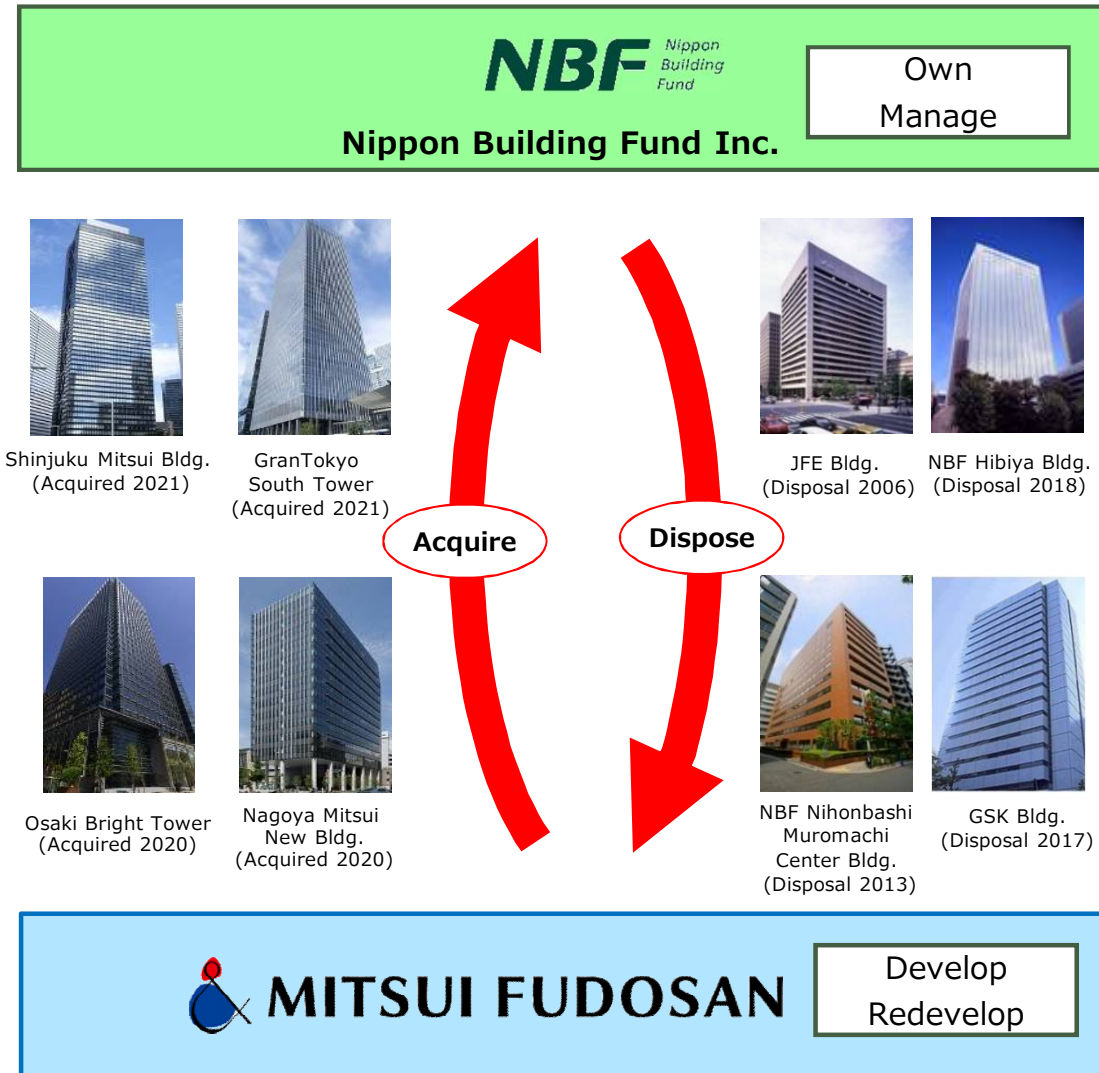 NBF
Nippon
Building
Fund
Own
Manage
Nippon Building Fund Inc.
Shinjuku Mitsui Bldg.
(Acquired 2021)
GranTokyo
South Tower
(Acquired 2021)
JFE Bldg.
(Disposal 2006)
NBF Hibiya Bldg.
(Disposal 2018)
Acquire
Dispose
Osaki Bright Tower
(Acquired 2020)
Nagoya Mitsui
New Bldg.
(Acquired 2020)
NBF Nihonbashi
Muromachi
Center Bldg.
(Disposal 2013)
GSK Bldg.
(Disposal 2017)
MITSUI FUDOSAN
Develop
Redevelop